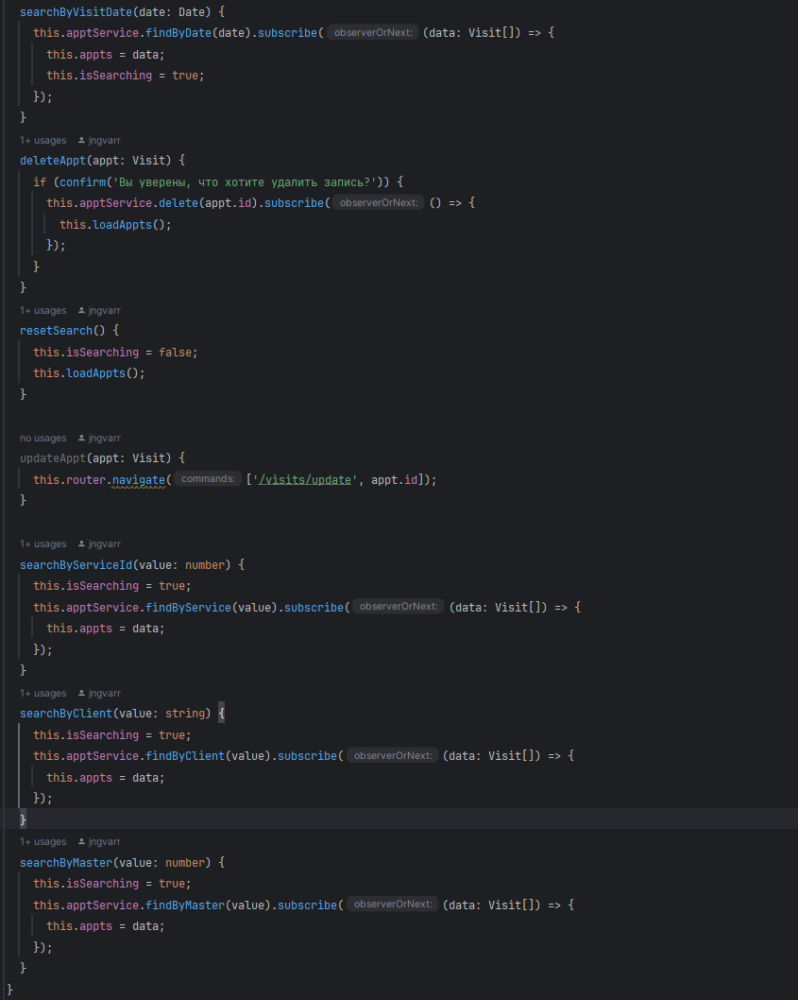 searchByVisitDate(date: Date) {
this.apptService.findByDate(date).subscribe( observerOrNext: (data: Visit[]) => {
this.appts = data;
this.isSearching = true;
});
}
1+ usages jngvarr
deleteAppt(appt: Visit) {
if (confirm('Вы уверены, что хотите удалить запись?')) {
this.apptService.delete(appt.id).subscribe( observerOrNext: () => {
this.loadAppts();
});
}
}
1+ usages jngvarr
resetSearch() {
this.isSearching = false;
this.loadAppts();
}
no usages jngvarr
updateAppt(appt: Visit) {
this.router.navigate( commands: ['/visits/update', appt.id]);
}
1+ usages jngvarr
searchByServiceId(value: number) {
this.isSearching = true;
this.apptService.findByService(value).subscribe( observerOrNext: (data: Visit[]) => {
this.appts = data;
});
}
1+ usages jngvarr
searchByClient(value: string) {
this.isSearching = true;
this.apptService.findByClient(value).subscribe( observerOrNext: (data: Visit[]) => {
this.appts = data;
});
}
1+ usages jngvarr
searchByMaster(value: number) {
this.isSearching = true;
this.apptService.findByMaster(value).subscribe( observerOrNext: (data: Visit[]) => {
this.appts = data;
});
}
}